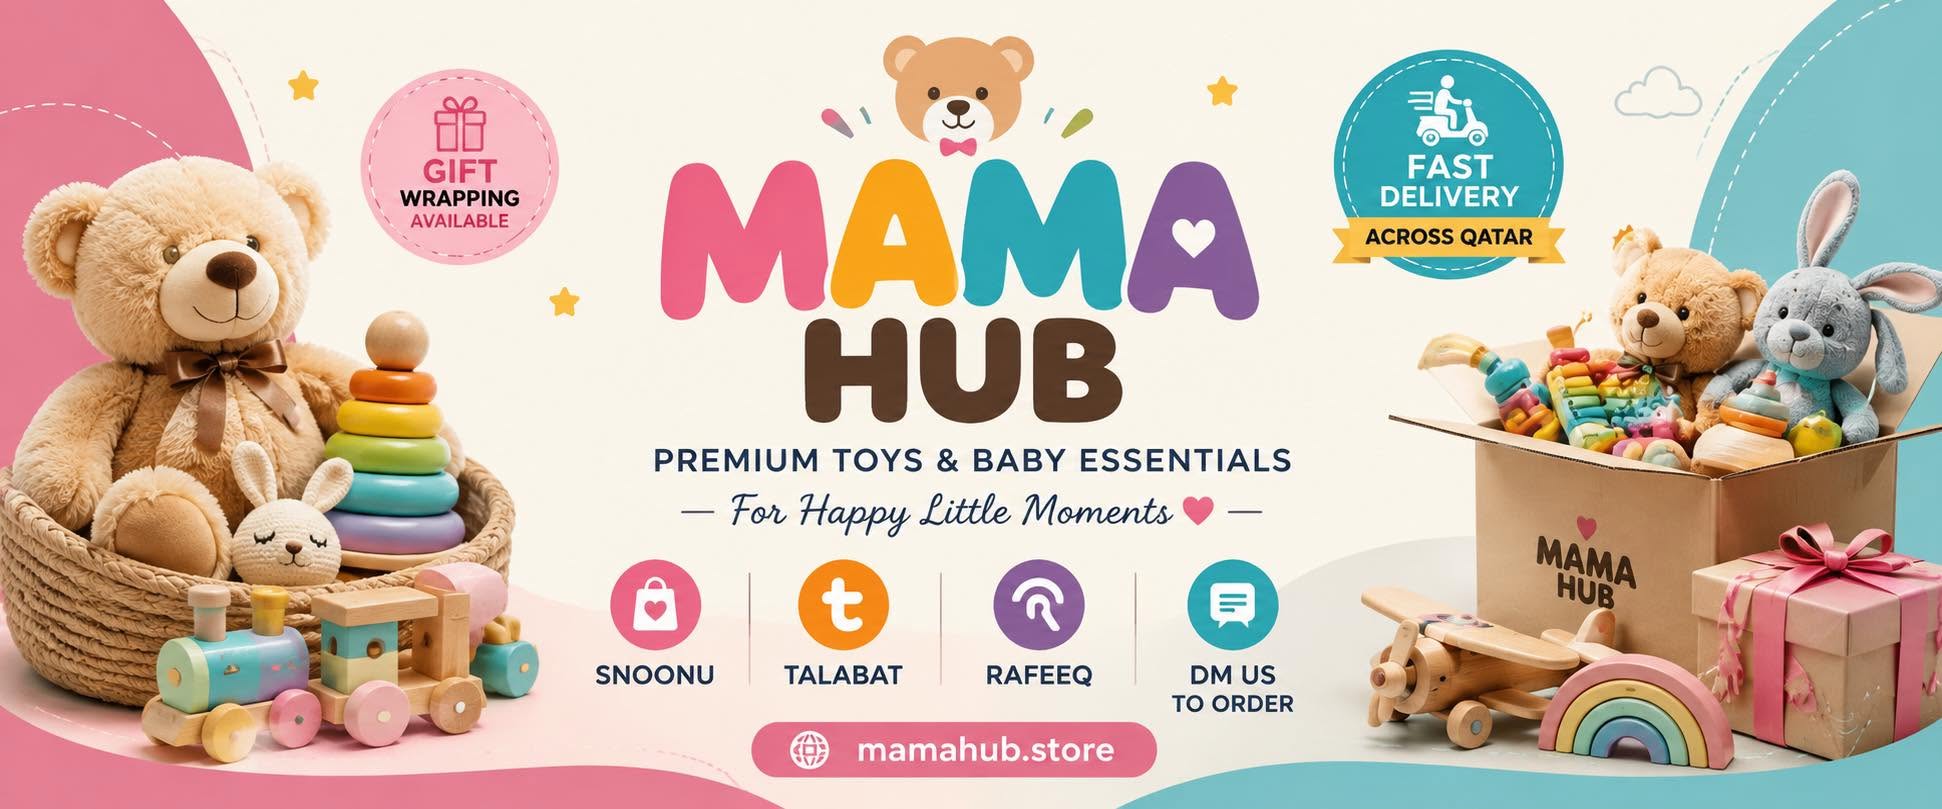 GIFT
WRAPPING
AVAILABLE
MAMA
HUB
PREMIUM TOYS & BABY ESSENTIALS
For Happy Little Moments
SNOONU
TALABAT
RAFEEQ
DM US
TO ORDER
mamahub.store
FAST
DELIVERY
ACROSS QATAR
MAMA
HUB